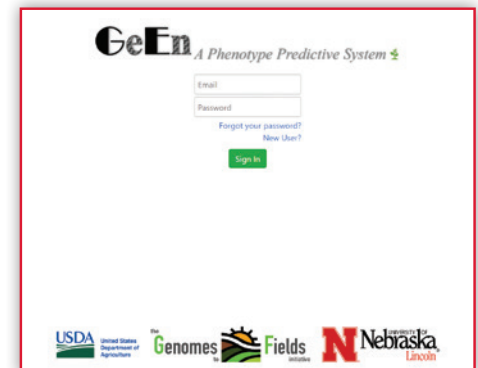 GeEn A Phenotype Predictive System
Email
Password
Forgot your password?
New User?
Sign In
USDA United States
Department of
Agriculture
the
Genomes to Fields
initiative
N UNIVERSITY OF
Nebraska
Lincoln